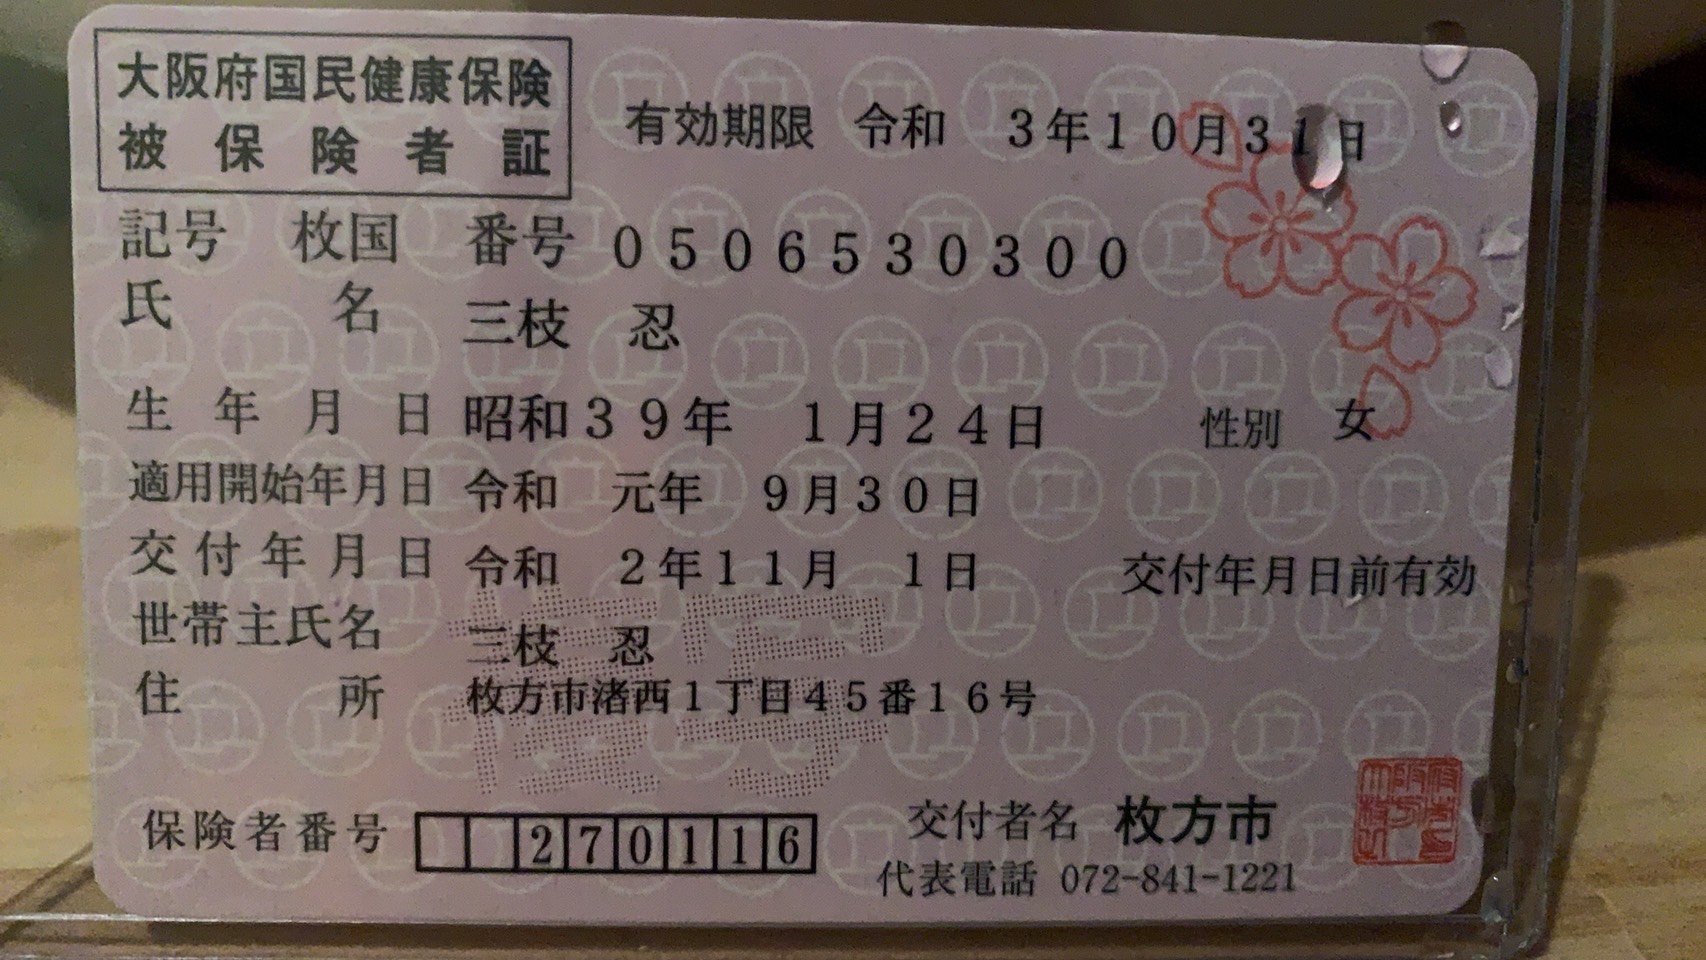 大阪府国民健康保険
被保険者証
有効期限 令和 3年10月31日
記号 枚国 番号 0506530300
氏名 三枝 忍
生年月日 昭和39年 1月24日 性別 女
適用開始年月日 令和 元年 9月30日
交付年月日 令和 2年11月 1日 交付年月日前有効
世帯主氏名 三枝 忍
住所 枚方市渚西1丁目45番16号
保険者番号 270116
交付者名 枚方市
代表電話 072-841-1221